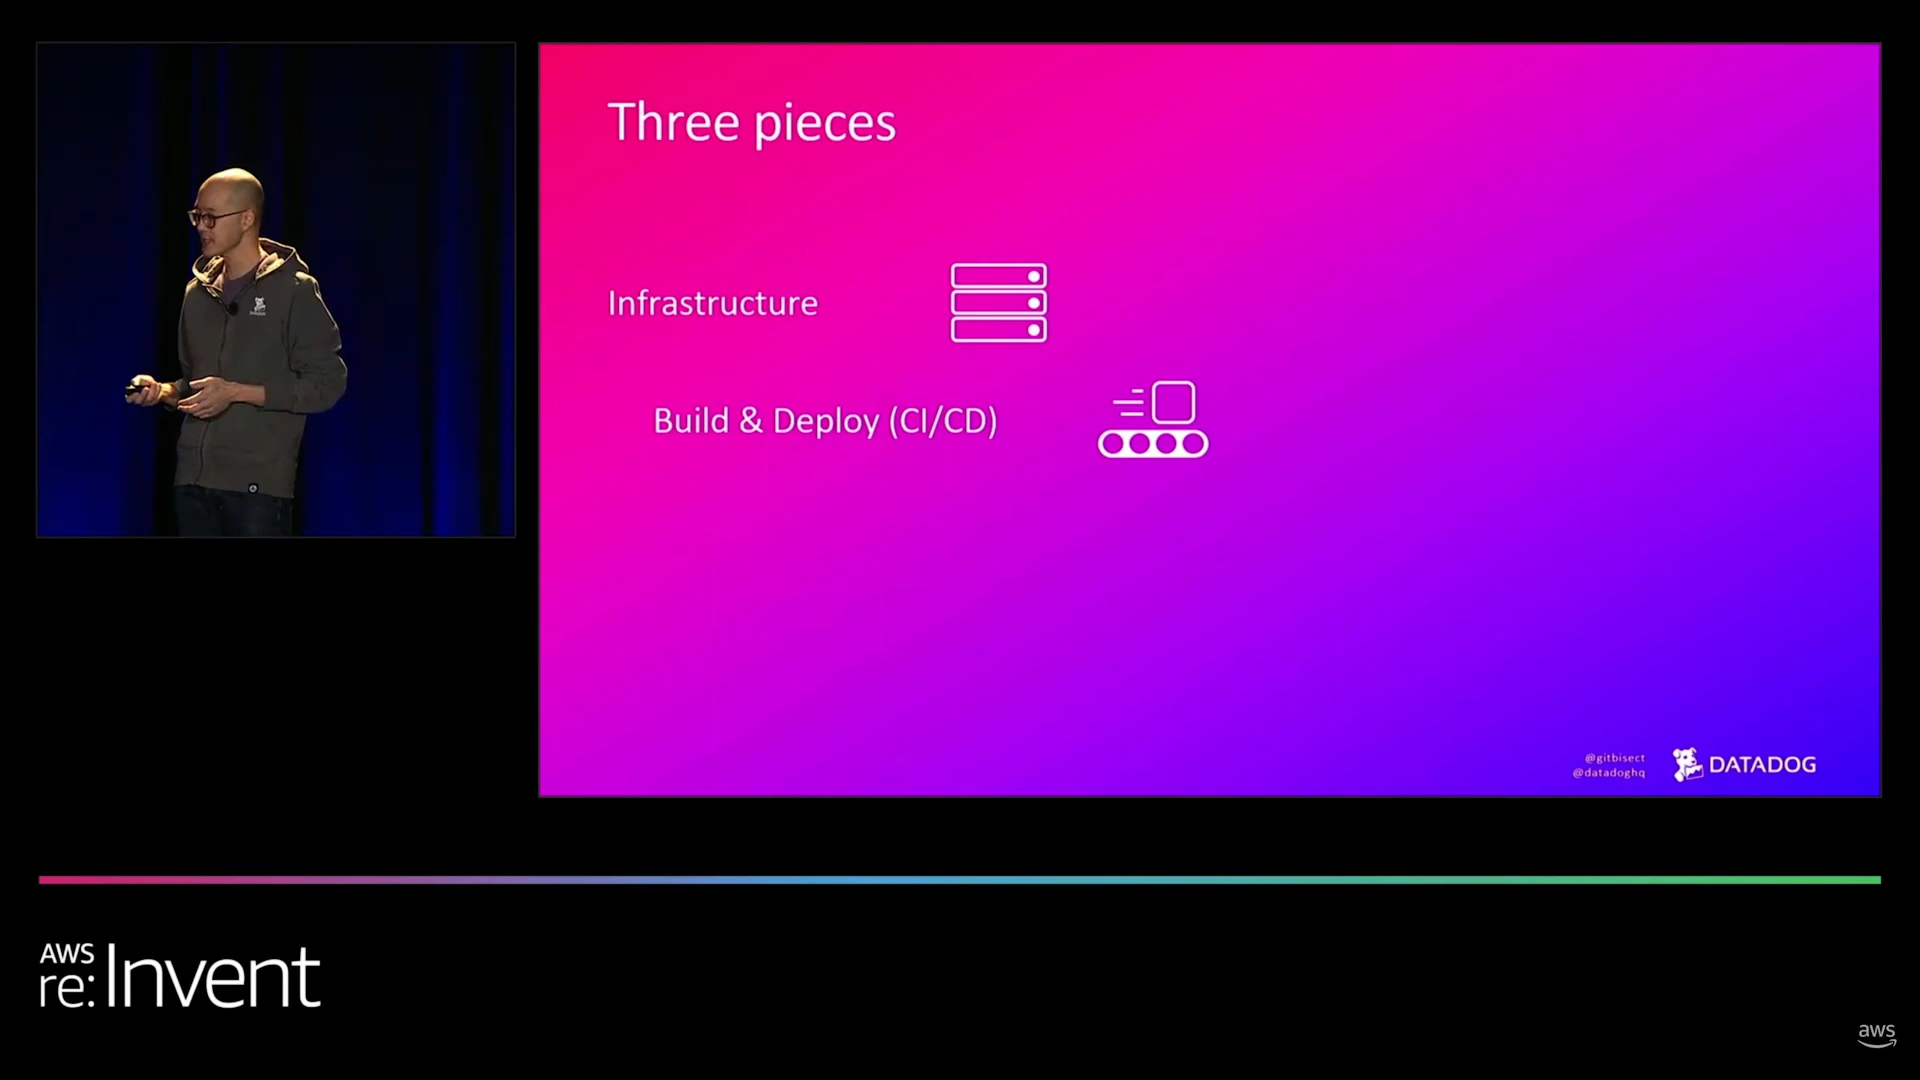 Three pieces
Infrastructure
Build & Deploy (CI/CD)
@gitbisect
@datadoghq
DATADOG
AWS
re:Invent
aws